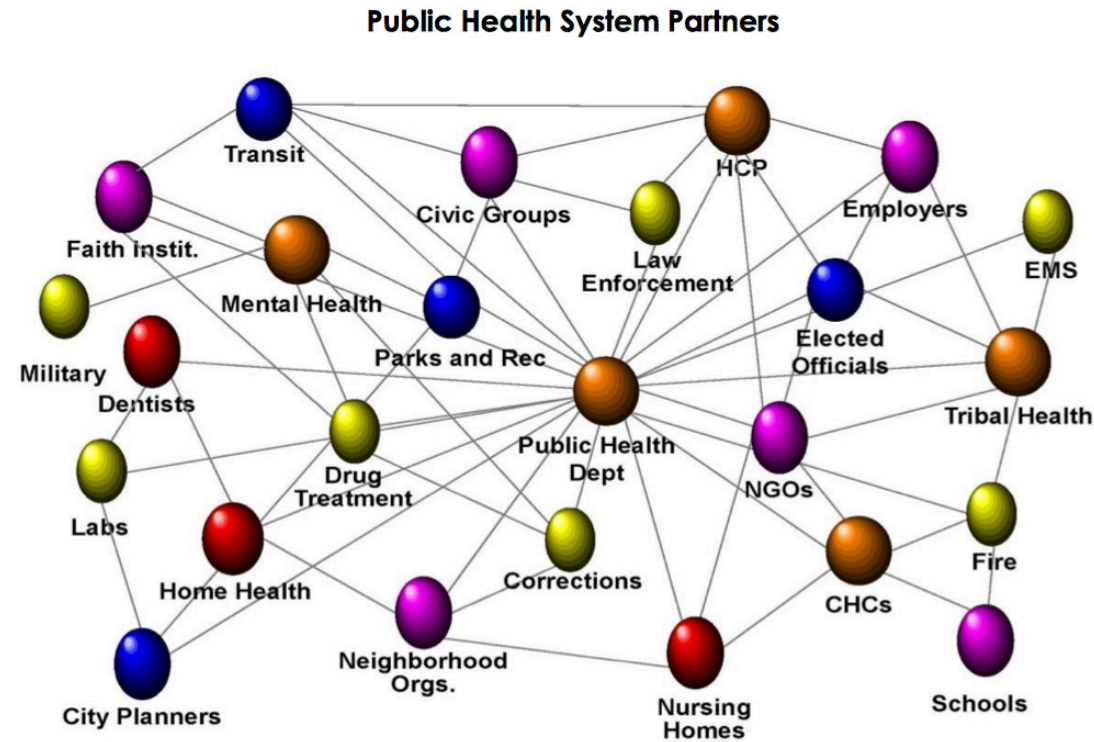 Public Health System Partners
Transit
HCP
Civic Groups
Employers
Faith Instit.
Law
Enforcement
EMS
Mental Health
Elected
Officials
Parks and Rec
Military
Dentists
Tribal Health
Public Health
Dept
Drug
Treatment
NGOs
Labs
Fire
Corrections
Home Health
CHCs
Neighborhood
Orgs.
Schools
City Planners
Nursing
Homes